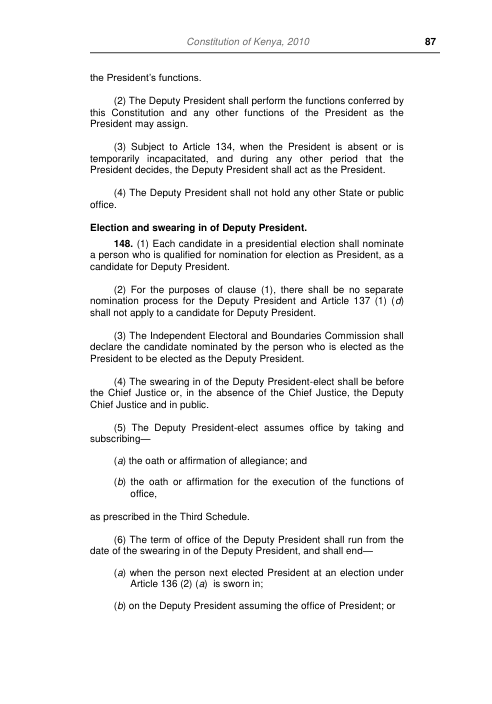 Constitution of Kenya, 2010 87
the President's functions.
(2) The Deputy President shall perform the functions conferred by
this Constitution and any other functions of the President as the
President may assign.
(3) Subject to Article 134, when the President is absent or is
temporarily incapacitated, and during any other period that the
President decides, the Deputy President shall act as the President.
(4) The Deputy President shall not hold any other State or public
office.
Election and swearing in of Deputy President.
148. (1) Each candidate in a presidential election shall nominate
a person who is qualified for nomination for election as President, as a
candidate for Deputy President.
(2) For the purposes of clause (1), there shall be no separate
nomination process for the Deputy President and Article 137 (1) (d)
shall not apply to a candidate for Deputy President.
(3) The Independent Electoral and Boundaries Commission shall
declare the candidate nominated by the person who is elected as the
President to be elected as the Deputy President.
(4) The swearing in of the Deputy President-elect shall be before
the Chief Justice or, in the absence of the Chief Justice, the Deputy
Chief Justice and in public.
(5) The Deputy President-elect assumes office by taking and
subscribing—
(a) the oath or affirmation of allegiance; and
(b) the oath or affirmation for the execution of the functions of
office,
as prescribed in the Third Schedule.
(6) The term of office of the Deputy President shall run from the
date of the swearing in of the Deputy President, and shall end—
(a) when the person next elected President at an election under
Article 136 (2) (a) is sworn in;
(b) on the Deputy President assuming the office of President; or